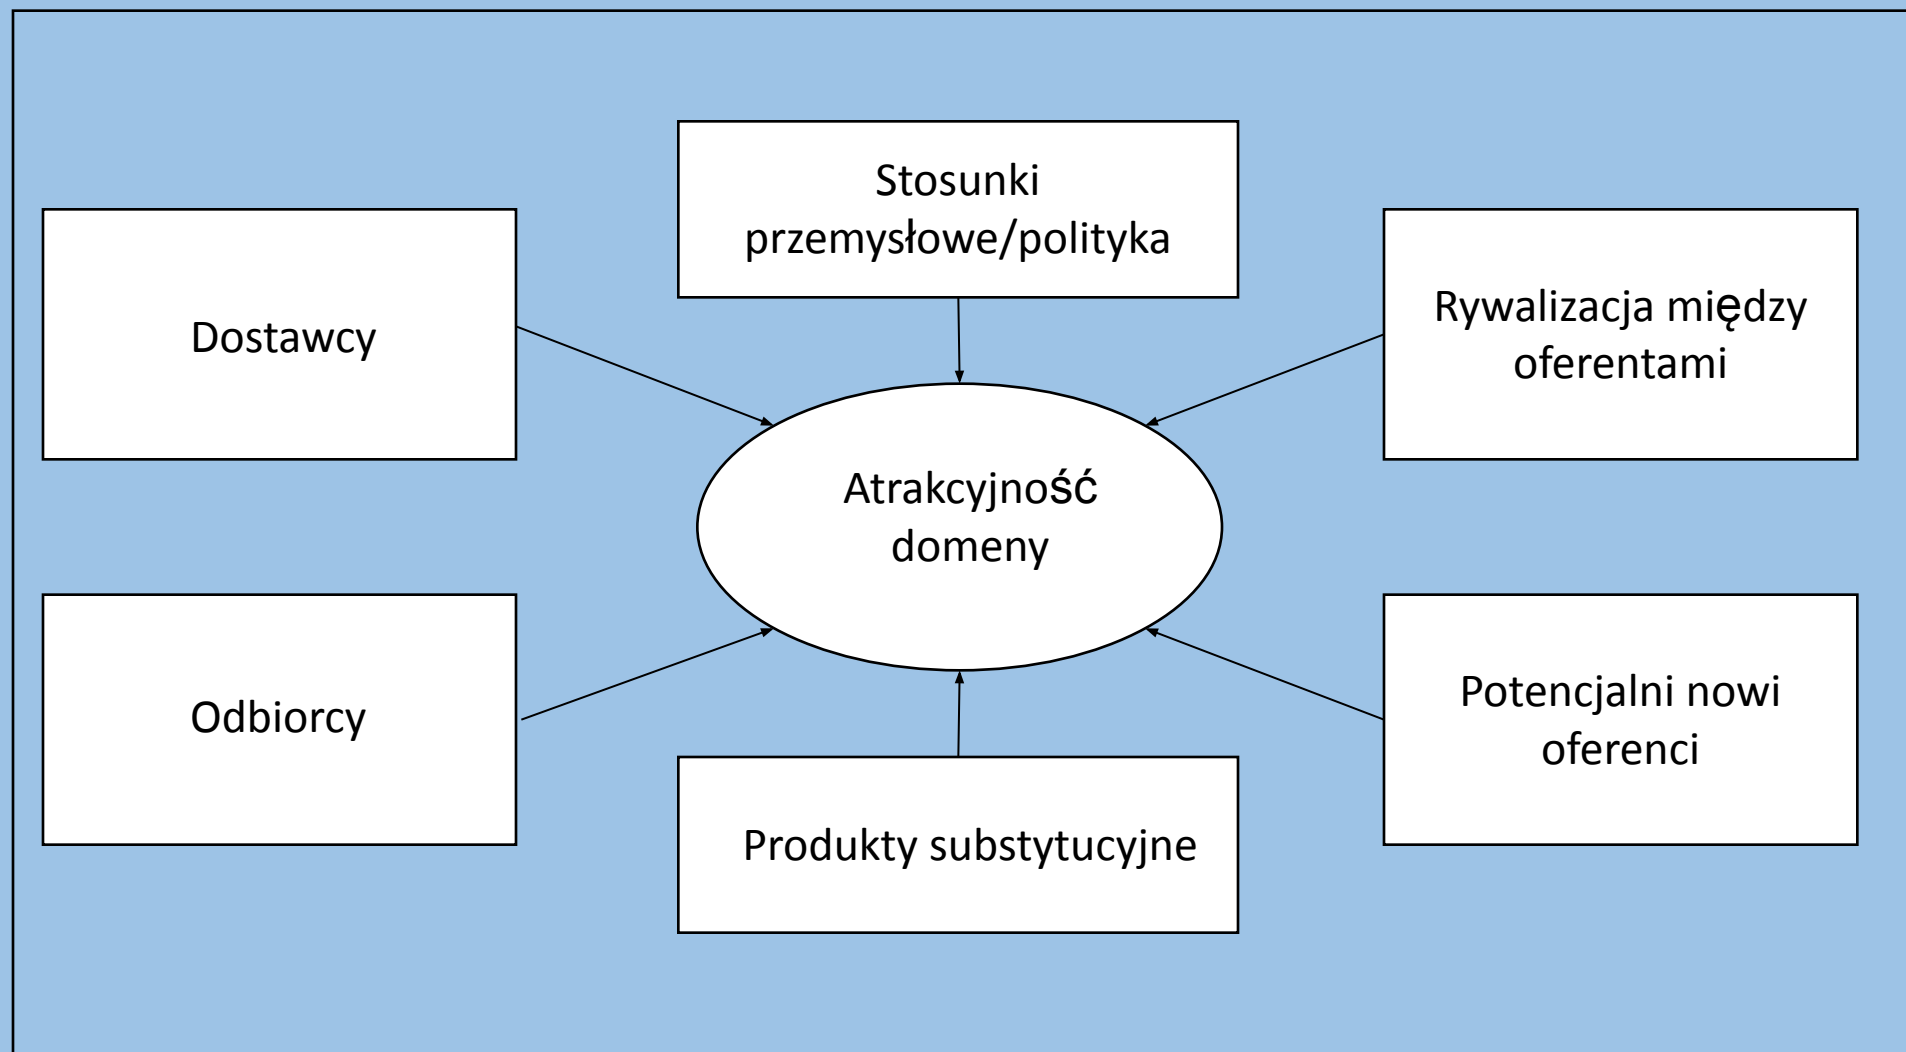 Stosunki
przemysłowe/polityka
Dostawcy
Rywalizacja między
oferentami
Atrakcyjność
domeny
Odbiorcy
Potencjalni nowi
oferenci
Produkty substytucyjne